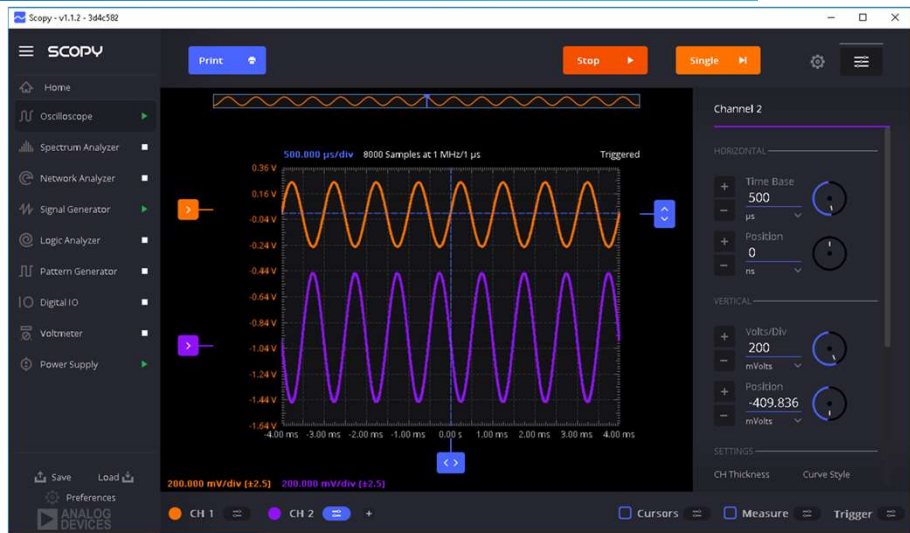 Scopy - v1.1.2 - 3d4c582
SCOPY
Print
Stop
Single
Home
Oscilloscope
Spectrum Analyzer
Network Analyzer
Signal Generator
Logic Analyzer
Pattern Generator
Digital IO
Voltmeter
Power Supply
Save
Load
Preferences
ANALOG
DEVICES
500.000 µs/div 8000 Samples at 1 MHz/1 µs Triggered
0.36 V
0.16 V
-0.04 V
-0.24 V
-0.44 V
-0.64 V
-0.84 V
-1.04 V
-1.24 V
-1.44 V
-1.64 V
-4.00 ms -3.00 ms -2.00 ms -1.00 ms 0.00 s 1.00 ms 2.00 ms 3.00 ms 4.00 ms
200.000 mV/div (±2.5) 200.000 mV/div (±2.5)
CH 1
CH 2
+
Cursors
Measure
Trigger
Channel 2
HORIZONTAL
+
Time Base
500
-
µs
+
Position
0
-
ns
VERTICAL
+
Volts/Div
200
-
mVolts
+
Position
-409.836
-
mVolts
SETTINGS
CH Thickness Curve Style